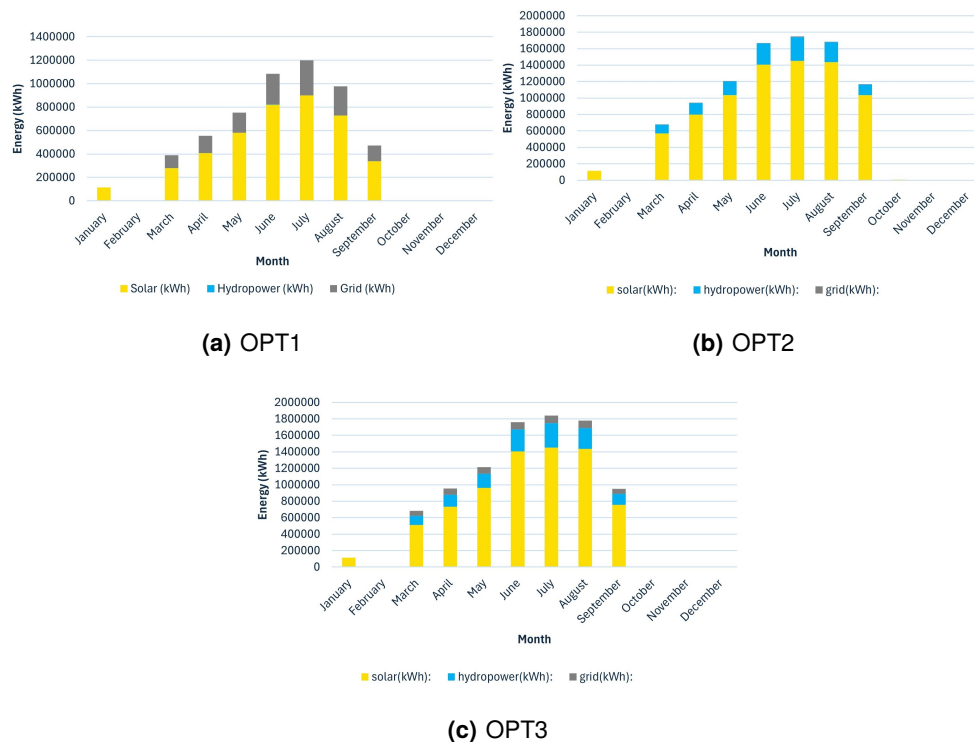 1400000
1200000
1000000
800000
600000
400000
200000
0
Energy (kWh)
January
February
March
April
May
June
July
August
September
October
November
December
Month
Solar (kWh) Hydropower (kWh) Grid (kWh)
(a) OPT1
2000000
1800000
1600000
1400000
1200000
1000000
800000
600000
400000
200000
0
Energy (kWh)
January
February
March
April
May
June
July
August
September
October
November
December
Month
solar(kWh): hydropower(kWh): grid(kWh):
(b) OPT2
2000000
1800000
1600000
1400000
1200000
1000000
800000
600000
400000
200000
0
Energy (kWh)
January
February
March
April
May
June
July
August
September
October
November
December
Month
solar(kWh): hydropower(kWh): grid(kWh):
(c) OPT3